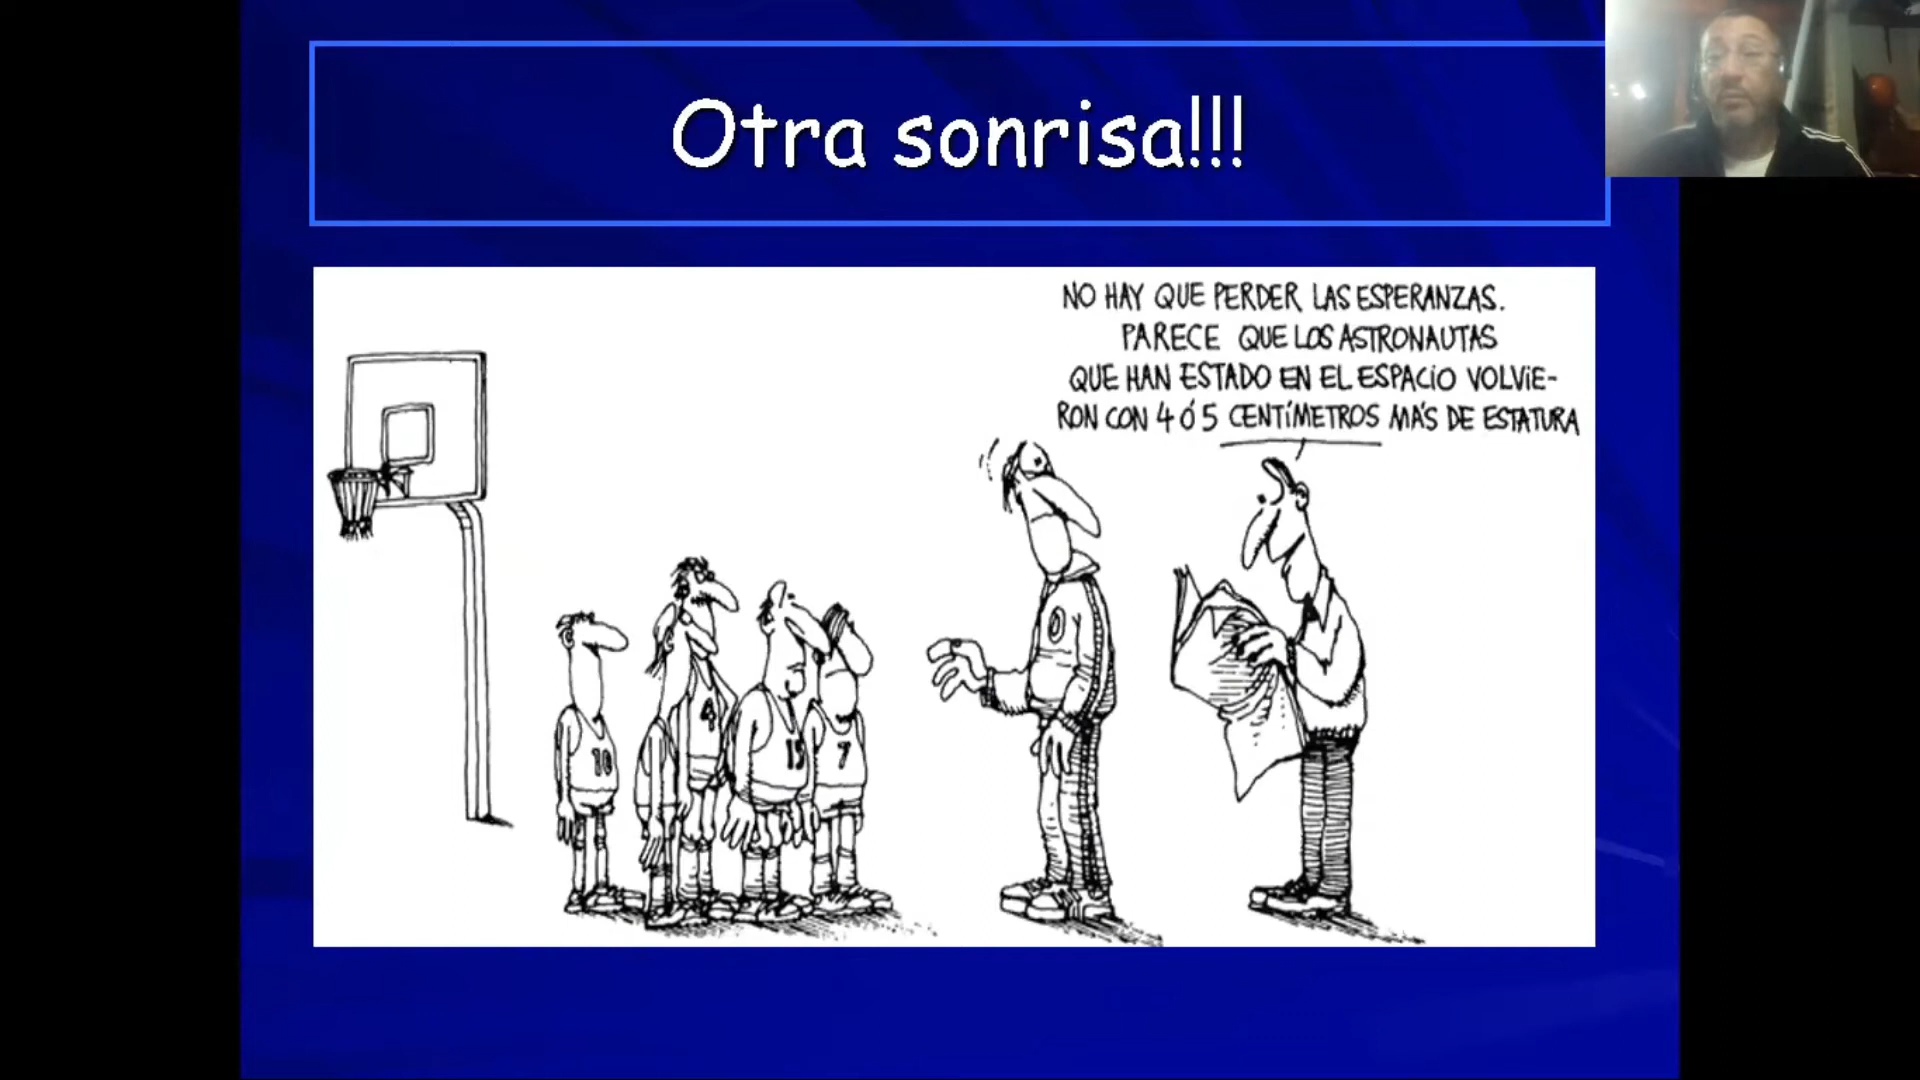 Otra sonrisa!!!
NO HAY QUE PERDER LAS ESPERANZAS.
PARECE QUE LOS ASTRONAUTAS
QUE HAN ESTADO EN EL ESPACIO VOLVIE-
RON CON 4 Ó 5 CENTÍMETROS MÁS DE ESTATURA
10
4
15
7